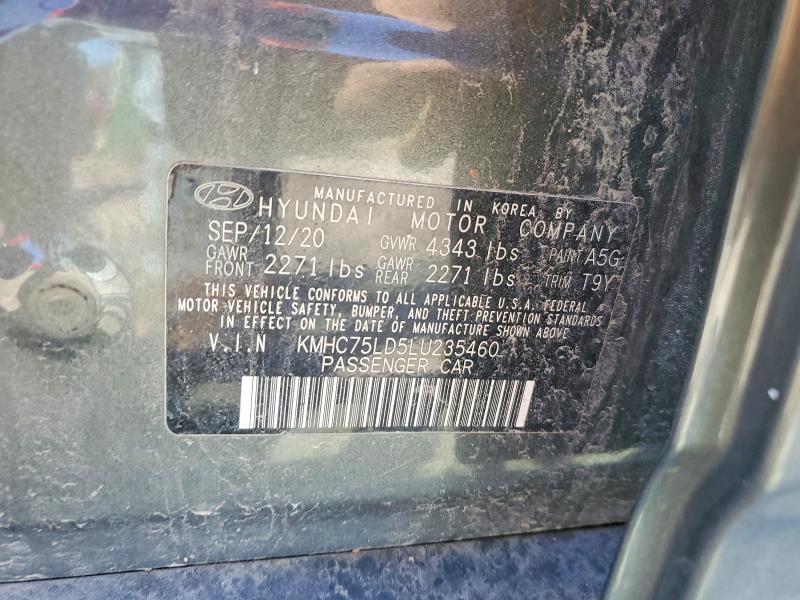 MANUFACTURED IN KOREA BY
HYUNDAI MOTOR COMPANY
SEP/12/20 GVWR 4343 lbs PAINT A5G
GAWR FRONT 2271 lbs GAWR REAR 2271 lbs TRIM T9Y
THIS VEHICLE CONFORMS TO ALL APPLICABLE U.S.A. FEDERAL
MOTOR VEHICLE SAFETY, BUMPER, AND THEFT PREVENTION STANDARDS
IN EFFECT ON THE DATE OF MANUFACTURE SHOWN ABOVE
V.I.N KMHC75LD5LU235460
PASSENGER CAR